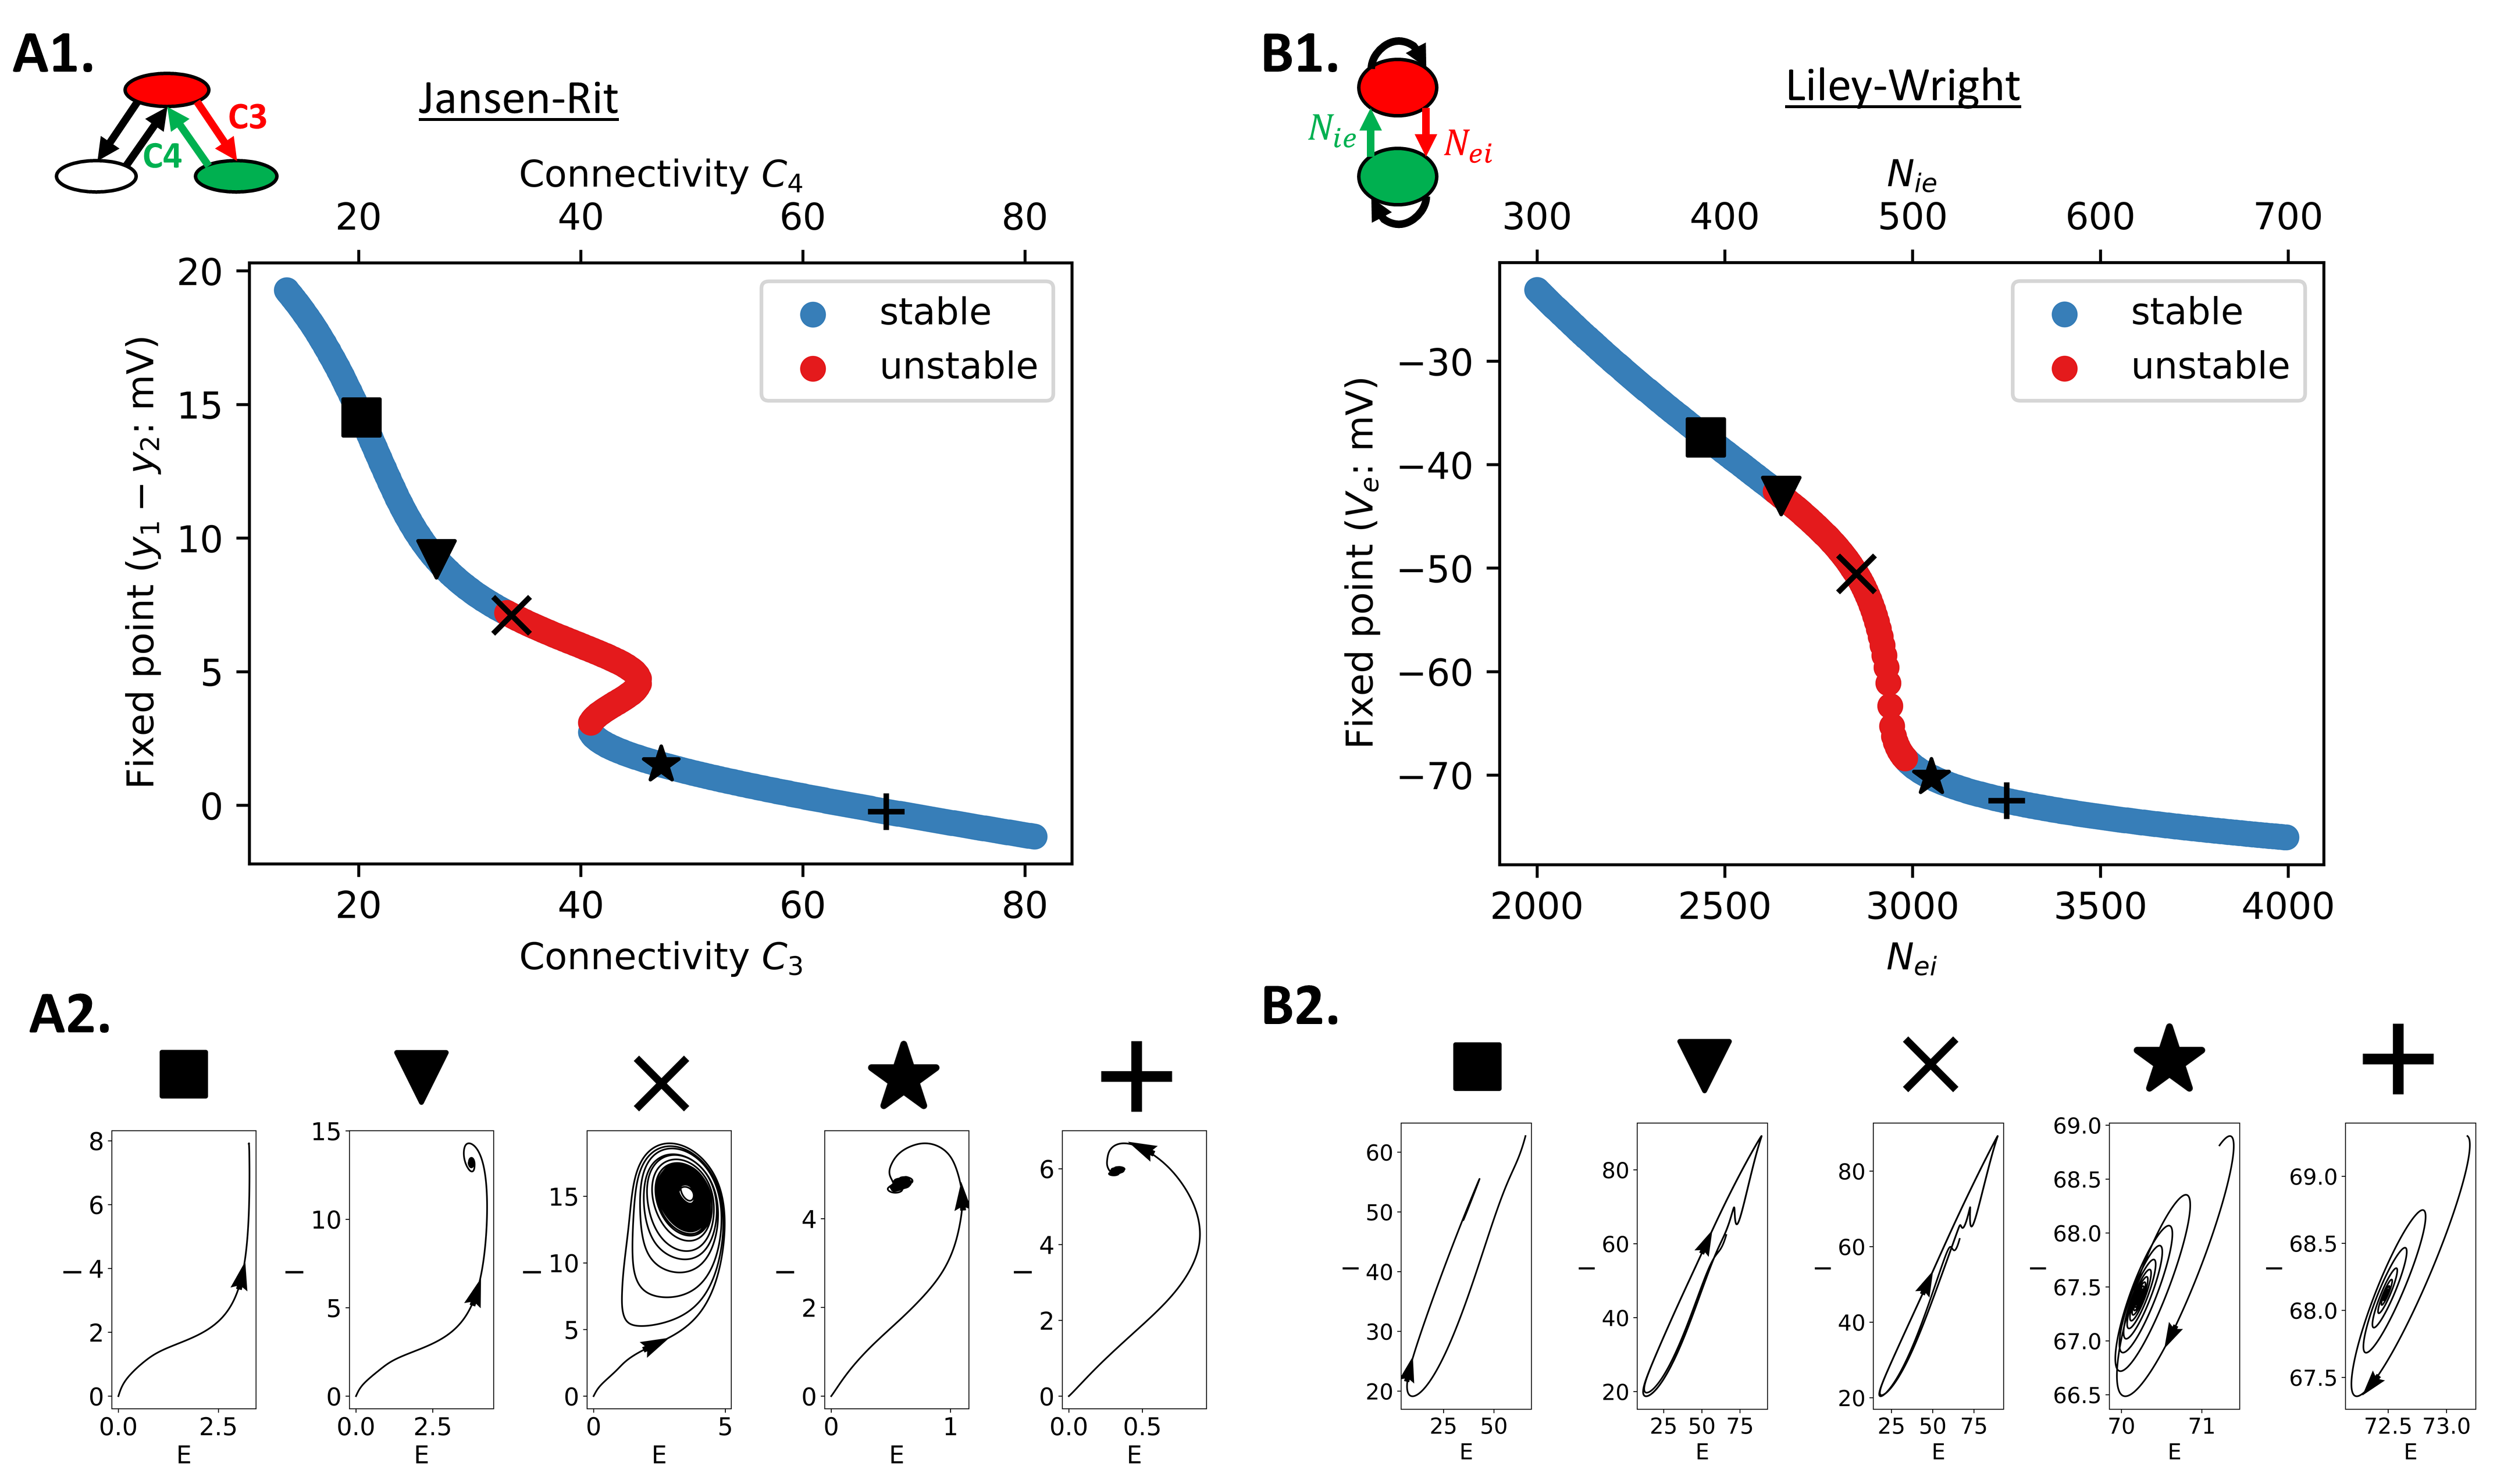 A1.
Jansen-Rit
C3
C4
Connectivity C4
20 40 60 80
20
15
10
5
0
Fixed point (y1 − y2: mV)
stable
unstable
20 40 60 80
Connectivity C3
B1.
Liley-Wright
Nie
Nei
Nie
300 400 500 600 700
−30
−40
−50
−60
−70
Fixed point (Ve: mV)
stable
unstable
2000 2500 3000 3500 4000
Nei
A2.
8
6
4
2
0
I
0.0 2.5
E
15
10
5
0
I
0.0 2.5
E
15
10
5
0
I
0 5
E
4
2
0
I
0 1
E
6
4
2
0
I
0.0 0.5
E
B2.
60
50
40
30
20
I
25 50
E
80
60
40
20
I
25 50 75
E
80
60
40
20
I
25 50 75
E
69.0
68.5
68.0
67.5
67.0
66.5
I
70 71
E
69.0
68.5
68.0
67.5
I
72.5 73.0
E